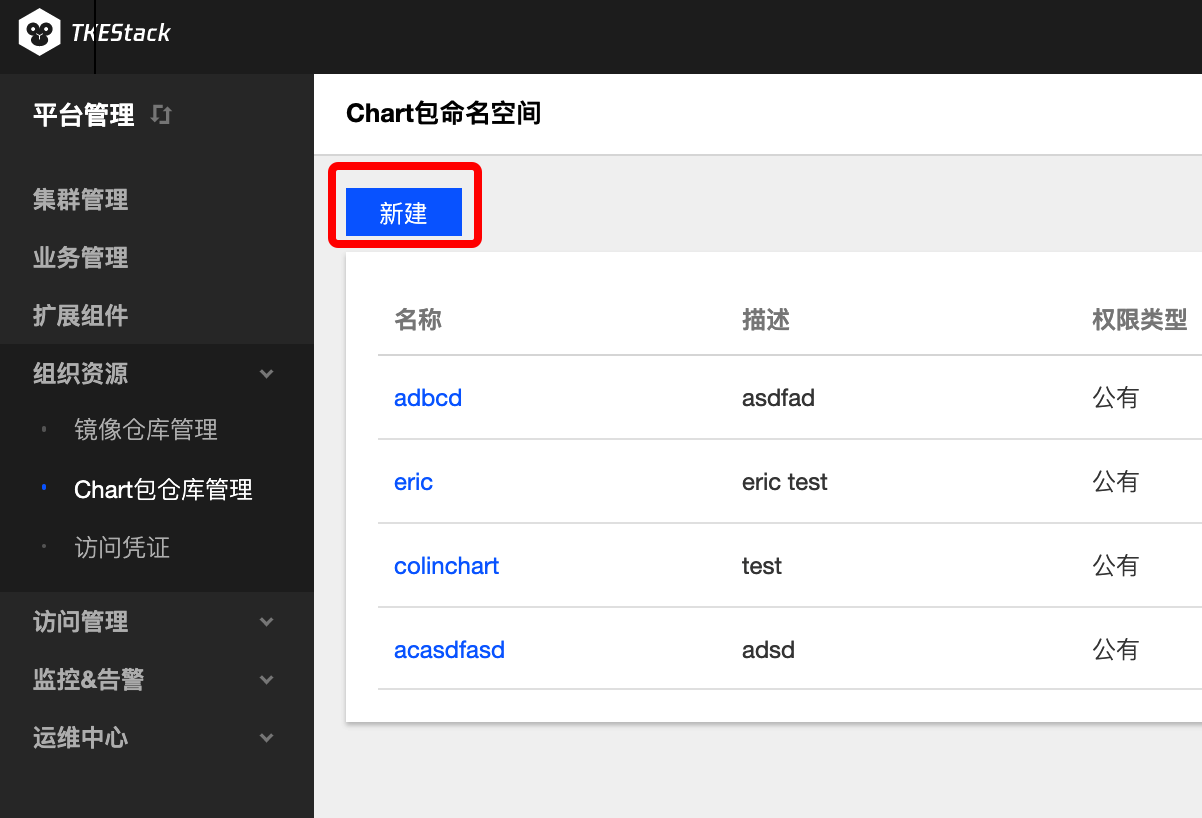 TKEStack
平台管理
集群管理
业务管理
扩展组件
组织资源
镜像仓库管理
Chart包仓库管理
访问凭证
访问管理
监控&告警
运维中心
Chart包命名空间
新建
名称 描述 权限类型
adbcd asdfad 公有
eric eric test 公有
colinchart test 公有
acasdfasd adsd 公有